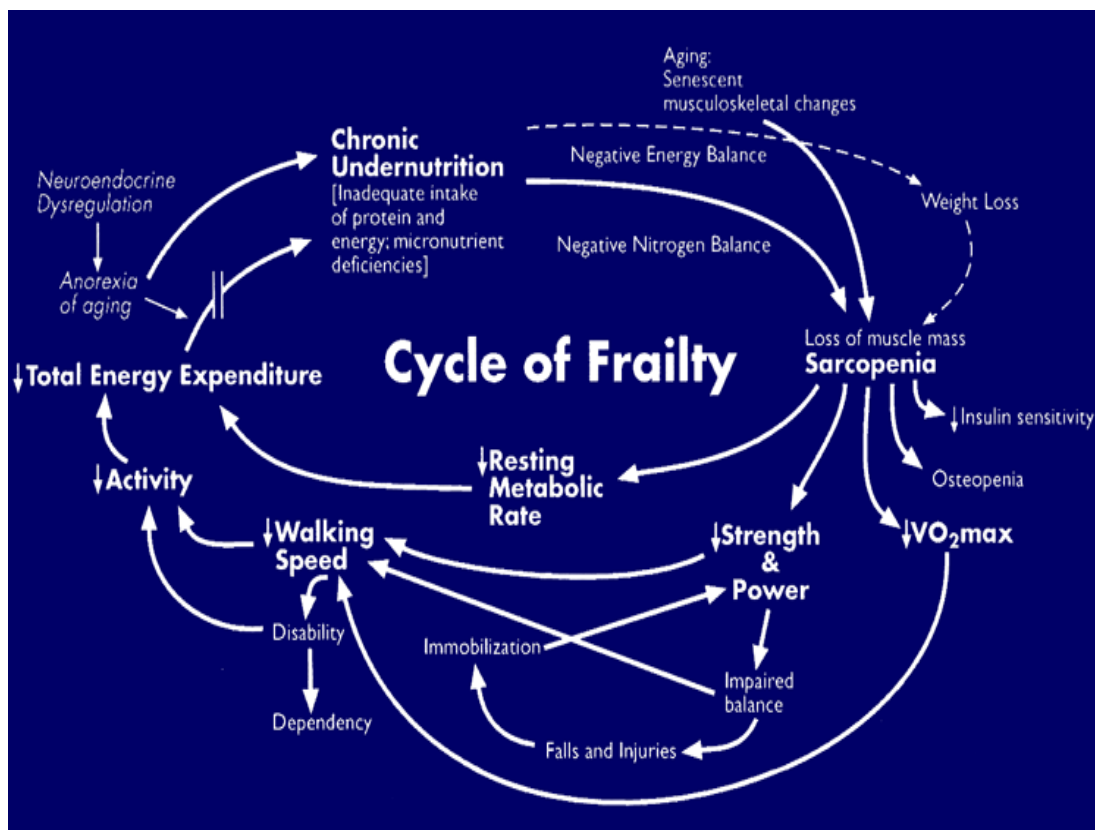 Aging:
Senescent
musculoskeletal changes
Chronic
Undernutrition
[Inadequate intake
of protein and
energy; micronutrient
deficiencies]
Negative Energy Balance
Negative Nitrogen Balance
Neuroendocrine
Dysregulation
Weight Loss
Anorexia
of aging
Cycle of Frailty
Loss of muscle mass
Sarcopenia
↓Total Energy Expenditure
↓Insulin sensitivity
↓Activity
↓Resting
Metabolic
Rate
Osteopenia
↓Walking
Speed
↓Strength
&
Power
↓VO₂max
Disability
Immobilization
Impaired
balance
Dependency
Falls and Injuries